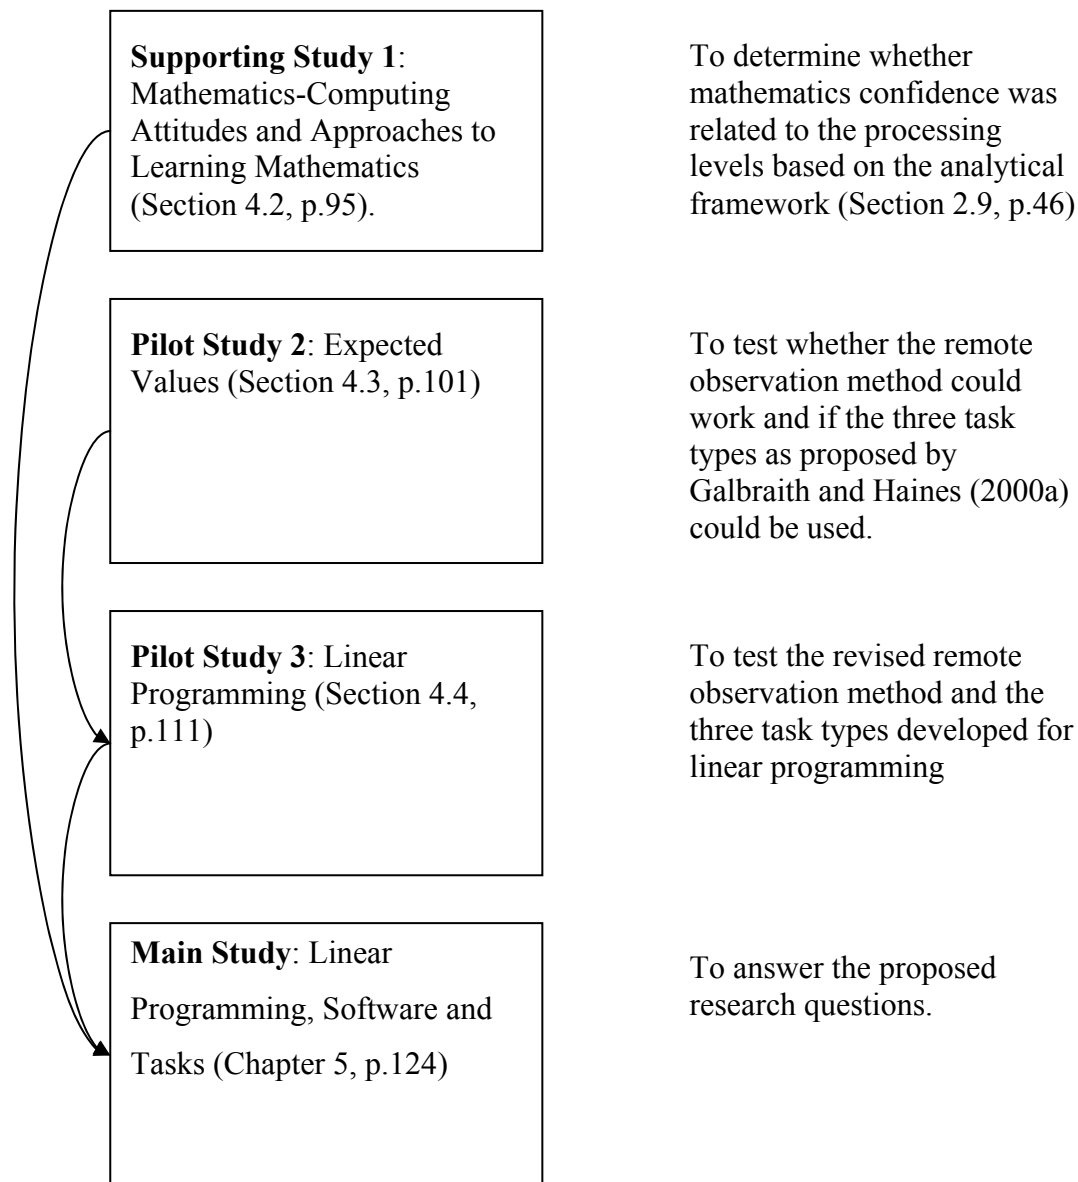 Supporting Study 1:
Mathematics-Computing
Attitudes and Approaches to
Learning Mathematics
(Section 4.2, p.95).
To determine whether
mathematics confidence was
related to the processing
levels based on the analytical
framework (Section 2.9, p.46)
Pilot Study 2: Expected
Values (Section 4.3, p.101)
To test whether the remote
observation method could
work and if the three task
types as proposed by
Galbraith and Haines (2000a)
could be used.
Pilot Study 3: Linear
Programming (Section 4.4,
p.111)
To test the revised remote
observation method and the
three task types developed for
linear programming
Main Study: Linear
Programming, Software and
Tasks (Chapter 5, p.124)
To answer the proposed
research questions.